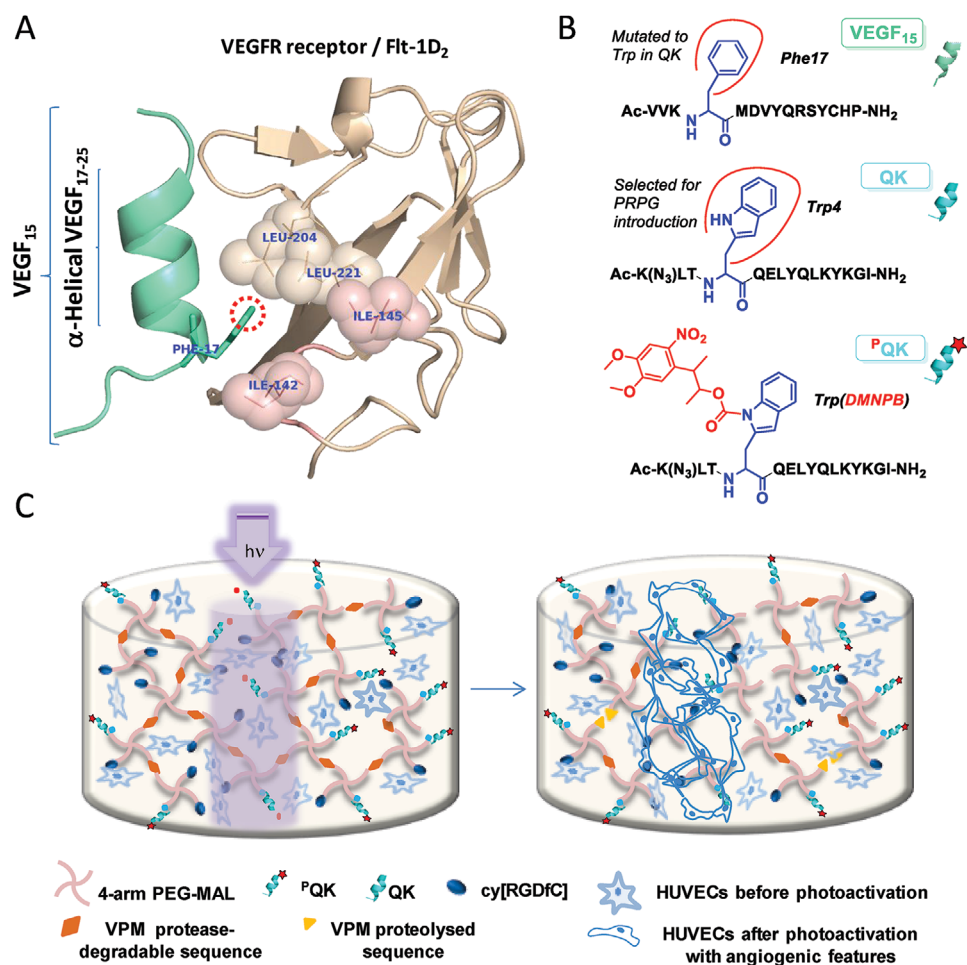 A
VEGFR receptor / Flt-1D₂
VEGF₁₅
α-Helical VEGF₁₇₋₂₅
LEU-204
LEU-221
ILE-145
PHE-17
ILE-142
B
Mutated to
Trp in QK
Phe17
VEGF₁₅
Ac-VVK
N
H
O
MDVYQRSYCHP-NH₂
Selected for
PRPG
introduction
HN
Trp4
QK
Ac-K(N₃)LT
N
H
O
QELYQLKYKGI-NH₂
NO₂
O
O
O
O
N
ᴾQK
Trp(DMNPB)
Ac-K(N₃)LT
N
H
O
QELYQLKYKGI-NH₂
C
hν
4-arm PEG-MAL
ᴾQK
QK
cy[RGDfC]
HUVECs before photoactivation
VPM protease-
degradable sequence
VPM proteolysed
sequence
HUVECs after photoactivation
with angiogenic features